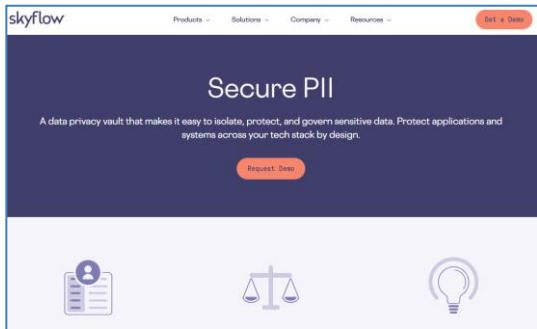 skyflow
Products
Solutions
Company
Resources
Get a Demo
Secure PII
A data privacy vault that makes it easy to isolate, protect, and govern sensitive data. Protect applications and
systems across your tech stack by design.
Request Demo